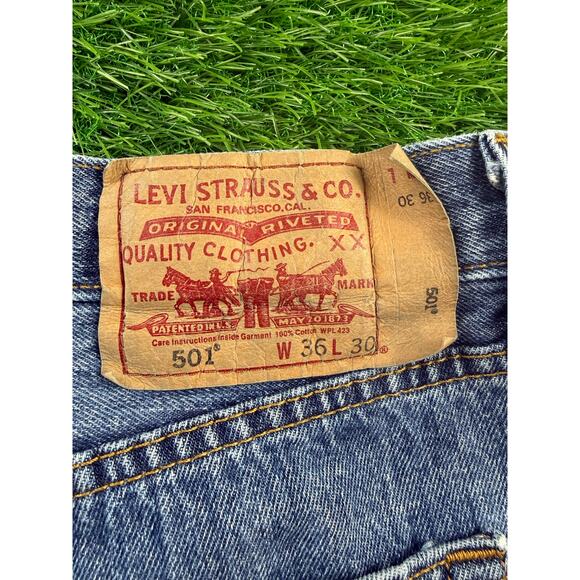 LEVI STRAUSS & CO.
SAN FRANCISCO, CAL.
ORIGINAL RIVETED
QUALITY CLOTHING. XX
TRADE MARK
PATENTED IN U.S. MAY 20 1873
Care Instructions Inside Garment 100% Cotton WPL 423
501® W 36 L 30 ®
36 30
501®